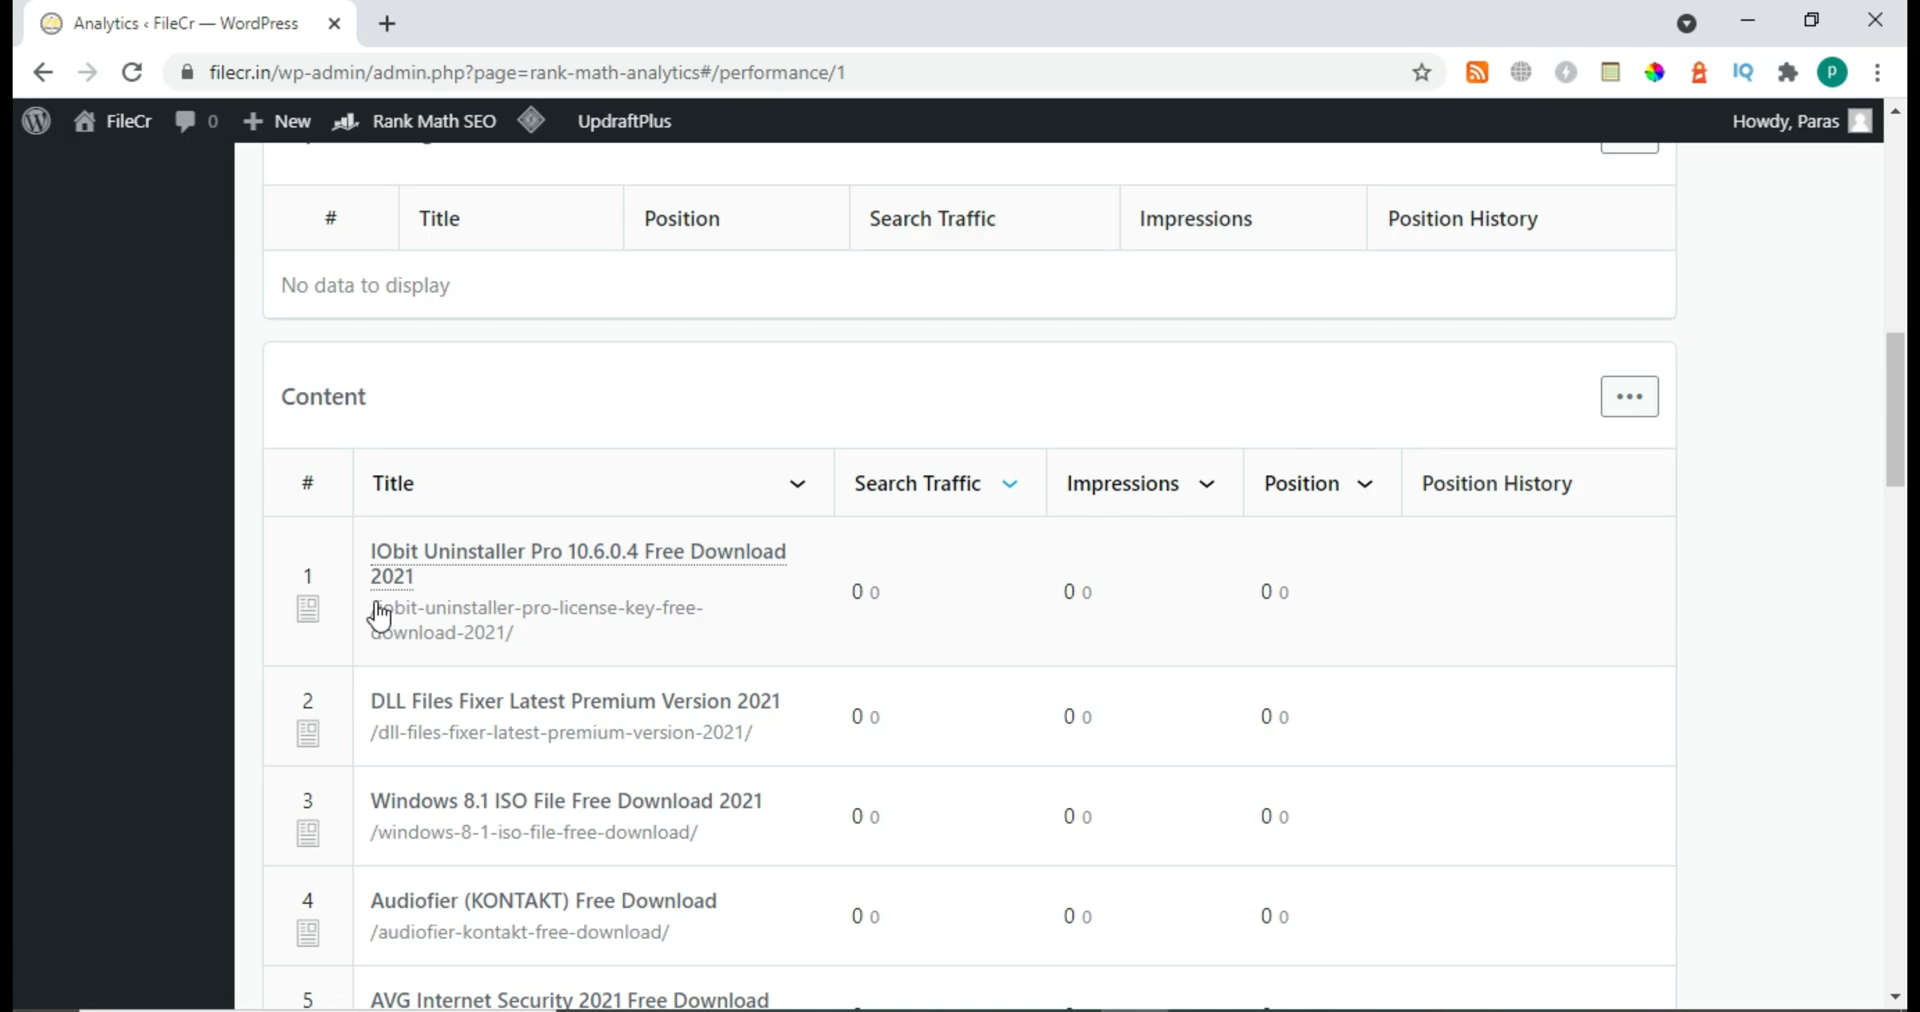 Analytics ‹ FileCr — WordPress
filecr.in/wp-admin/admin.php?page=rank-math-analytics#/performance/1
IQ
P
FileCr 0 New Rank Math SEO UpdraftPlus Howdy, Paras
# Title Position Search Traffic Impressions Position History
No data to display
Content
# Title Search Traffic Impressions Position Position History
1 IObit Uninstaller Pro 10.6.0.4 Free Download 0 0 0 0 0 0
2021
obit-uninstaller-pro-license-key-free-
download-2021/
2 DLL Files Fixer Latest Premium Version 2021 0 0 0 0 0 0
/dll-files-fixer-latest-premium-version-2021/
3 Windows 8.1 ISO File Free Download 2021 0 0 0 0 0 0
/windows-8-1-iso-file-free-download/
4 Audiofier (KONTAKT) Free Download 0 0 0 0 0 0
/audiofier-kontakt-free-download/
5 AVG Internet Security 2021 Free Download